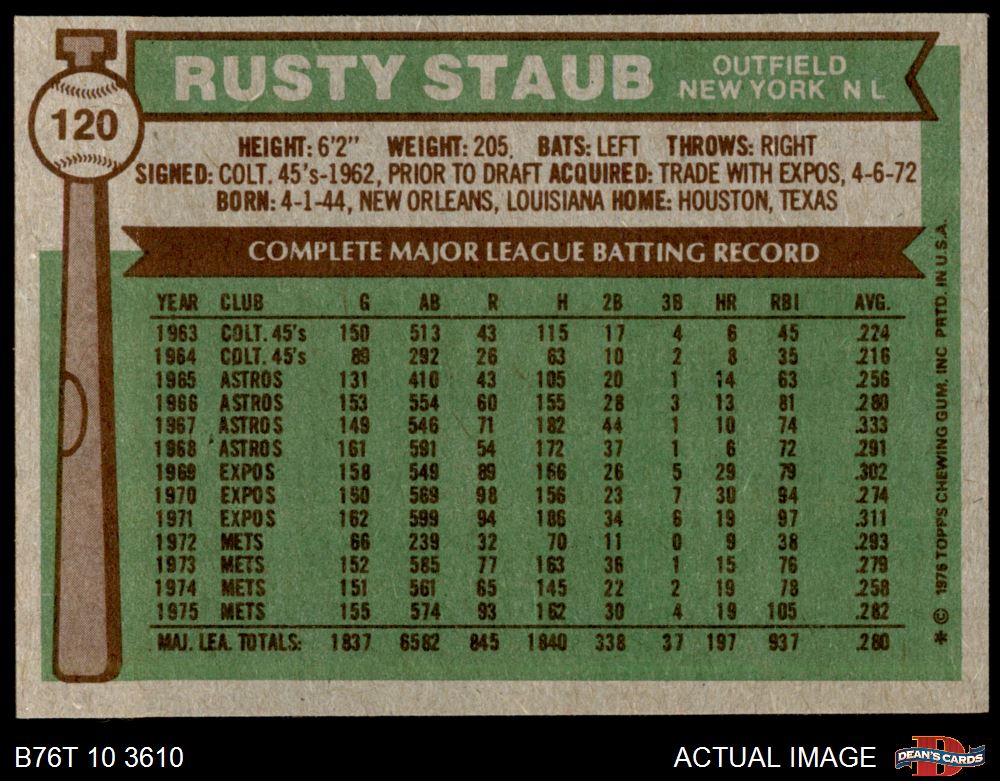 120
RUSTY STAUB OUTFIELD
NEW YORK N L
HEIGHT: 6'2" WEIGHT: 205, BATS: LEFT THROWS: RIGHT
SIGNED: COLT. 45's-1962, PRIOR TO DRAFT ACQUIRED: TRADE WITH EXPOS, 4-6-72
BORN: 4-1-44, NEW ORLEANS, LOUISIANA HOME: HOUSTON, TEXAS
COMPLETE MAJOR LEAGUE BATTING RECORD
YEAR CLUB G AB R H 2B 3B HR RBI AVG.
1963 COLT. 45's 150 513 43 115 17 4 6 45 .224
1964 COLT. 45's 89 292 26 63 10 2 8 35 .216
1965 ASTROS 131 410 43 105 20 1 14 63 .256
1966 ASTROS 153 554 60 155 28 3 13 81 .280
1967 ASTROS 149 546 71 182 44 1 10 74 .333
1968 ASTROS 161 591 54 172 37 1 6 72 .291
1969 EXPOS 158 549 89 166 26 5 29 79 .302
1970 EXPOS 160 569 98 156 23 7 30 94 .274
1971 EXPOS 162 599 94 186 34 6 19 97 .311
1972 METS 66 239 32 70 11 0 9 38 .293
1973 METS 152 585 77 163 36 1 15 76 .279
1974 METS 151 561 65 145 22 2 19 78 .258
1975 METS 155 574 93 162 30 4 19 105 .282
MAJ. LEA. TOTALS: 1837 6582 845 1840 338 37 197 937 .280
* © 1976 TOPPS CHEWING GUM, INC PRTD. IN U.S.A.
B76T 10 3610 ACTUAL IMAGE
DEAN'S CARDS